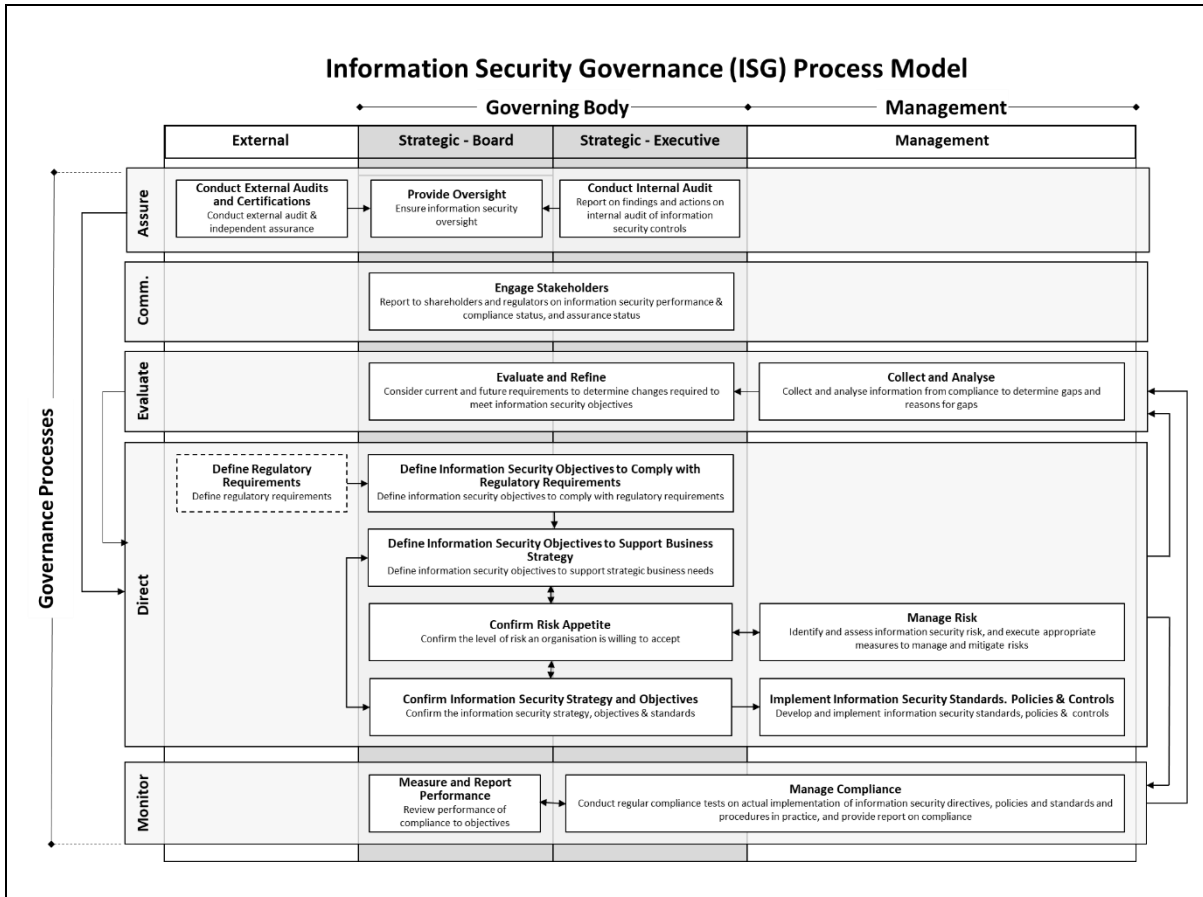 Information Security Governance (ISG) Process Model
Governing Body
Management
External
Strategic - Board
Strategic - Executive
Management
Governance Processes
Assure
Conduct External Audits
and Certifications
Conduct external audit &
independent assurance
Provide Oversight
Ensure information security
oversight
Conduct Internal Audit
Report on findings and actions on
internal audit of information
security controls
Comm.
Engage Stakeholders
Report to shareholders and regulators on information security performance &
compliance status, and assurance status
Evaluate
Evaluate and Refine
Consider current and future requirements to determine changes required to
meet information security objectives
Collect and Analyse
Collect and analyse information from compliance to determine gaps and
reasons for gaps
Direct
Define Regulatory
Requirements
Define regulatory requirements
Define Information Security Objectives to Comply with
Regulatory Requirements
Define information security objectives to comply with regulatory requirements
Define Information Security Objectives to Support Business
Strategy
Define information security objectives to support strategic business needs
Confirm Risk Appetite
Confirm the level of risk an organisation is willing to accept
Manage Risk
Identify and assess information security risk, and execute appropriate
measures to manage and mitigate risks
Confirm Information Security Strategy and Objectives
Confirm the information security strategy, objectives & standards
Implement Information Security Standards. Policies & Controls
Develop and implement information security standards, policies & controls
Monitor
Measure and Report
Performance
Review performance of
compliance to objectives
Manage Compliance
Conduct regular compliance tests on actual implementation of information security directives, policies and standards and
procedures in practice, and provide report on compliance